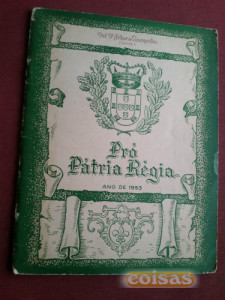 Pró
Pátria Régia
ANO DE 1953
coisas